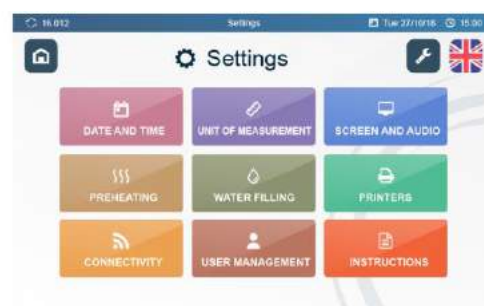 16.012 Settings Tue 27/10/16 15:00
Settings
DATE AND TIME UNIT OF MEASUREMENT SCREEN AND AUDIO
PREHEATING WATER FILLING PRINTERS
CONNECTIVITY USER MANAGEMENT INSTRUCTIONS